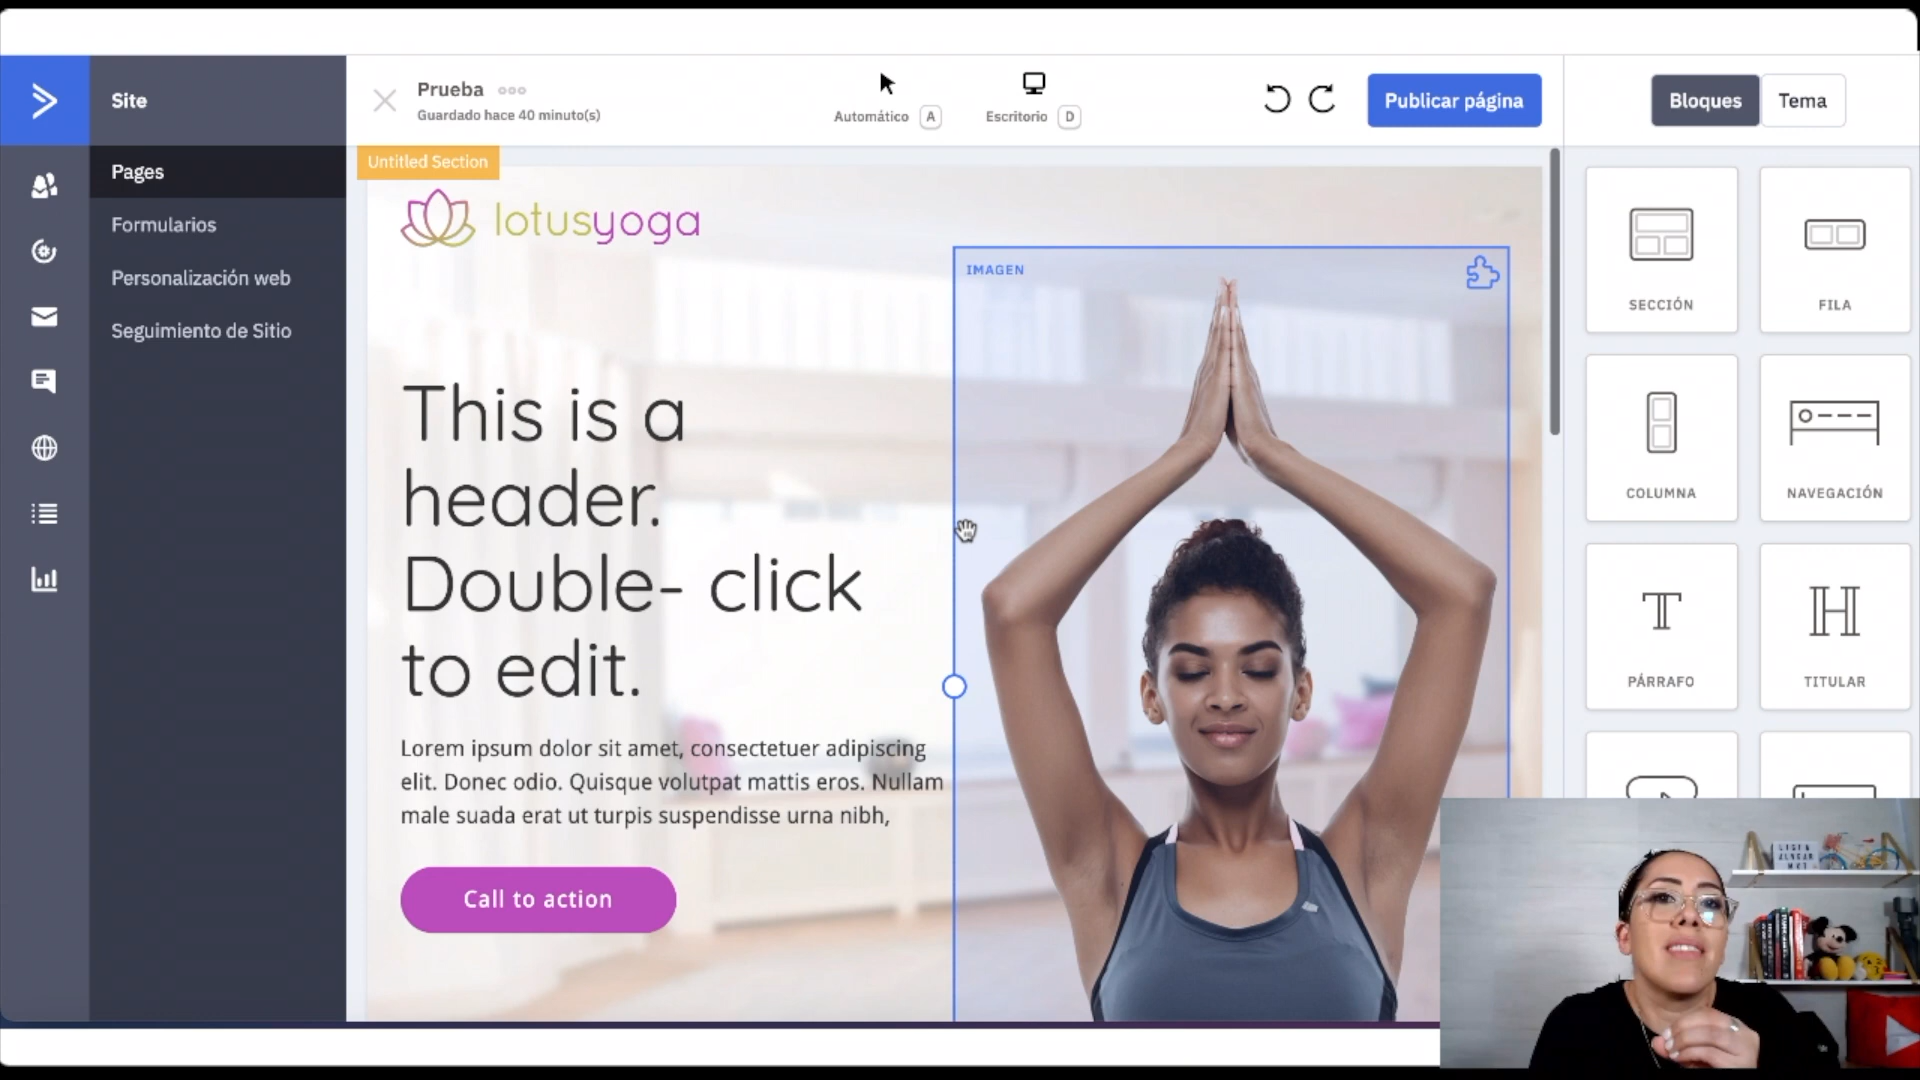 Site
Pages
Formularios
Personalización web
Seguimiento de Sitio
Prueba
Guardado hace 40 minuto(s)
Automático A
Escritorio D
Publicar página
Bloques
Tema
Untitled Section
lotusyoga
IMAGEN
This is a
header.
Double- click
to edit.
Lorem ipsum dolor sit amet, consectetuer adipiscing
elit. Donec odio. Quisque volutpat mattis eros. Nullam
male suada erat ut turpis suspendisse urna nibh,
Call to action
SECCIÓN
FILA
COLUMNA
NAVEGACIÓN
PÁRRAFO
TITULAR